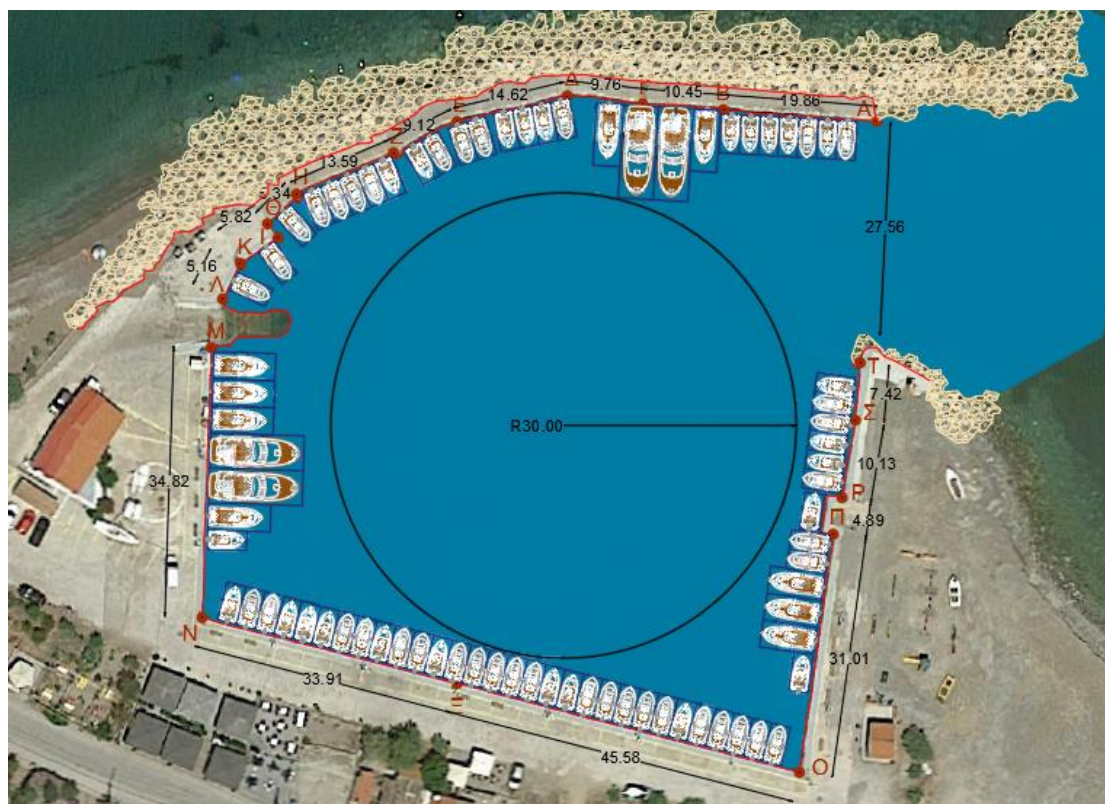 Δ
9.76
Γ
10.45
Β
19.86
Α
14.62
Ε
9.12
Ζ
13.59
Η
5.34
Θ
5.82
Ι
Κ
5.16
Λ
Μ
27.56
Τ
7.42
Σ
10.13
Ρ
Π
4.89
R30.00
34.82
Ν
33.91
Ξ
45.58
31.01
Ο